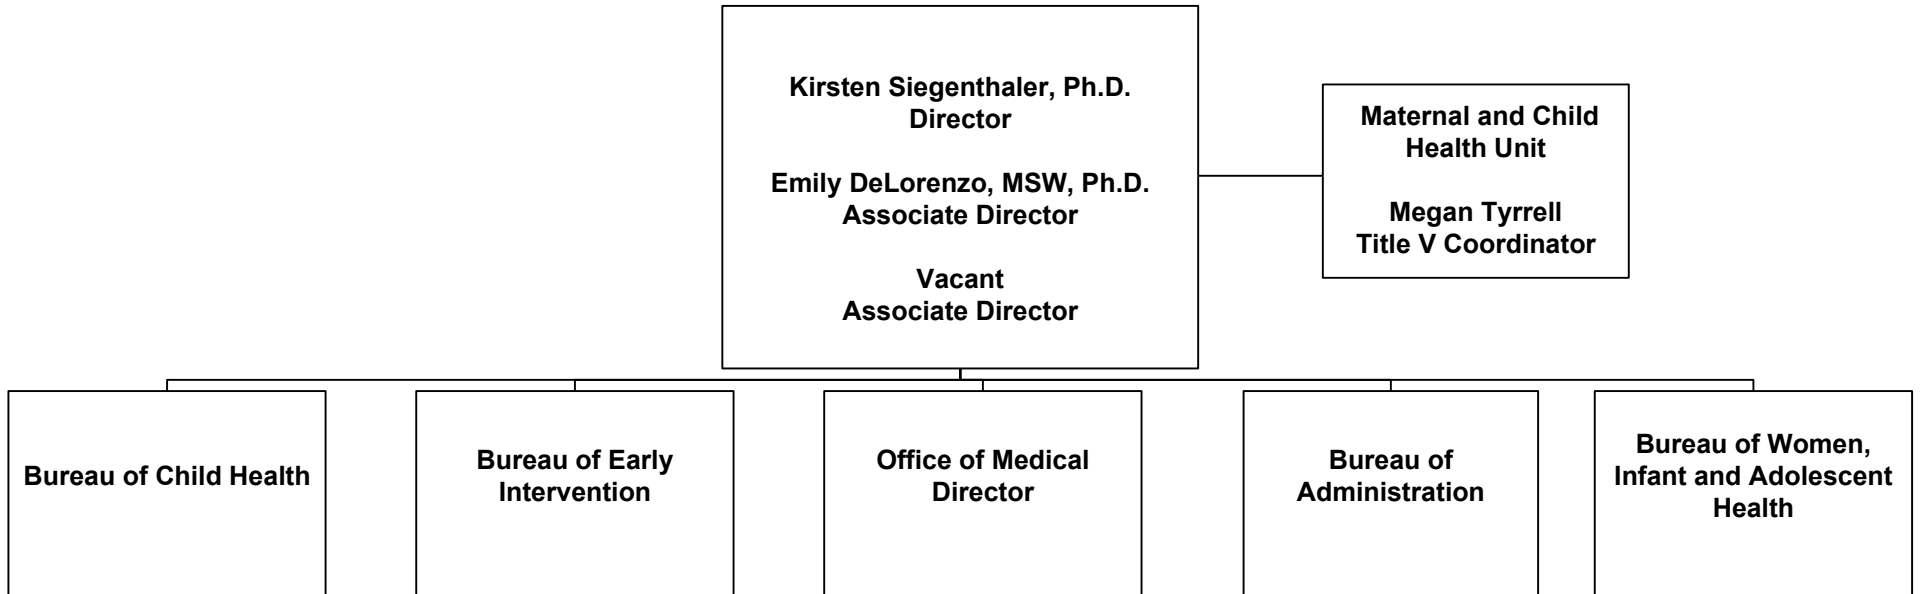 Kirsten Siegenthaler, Ph.D.
Director
Emily DeLorenzo, MSW, Ph.D.
Associate Director
Vacant
Associate Director
Maternal and Child
Health Unit
Megan Tyrrell
Title V Coordinator
Bureau of Child Health
Bureau of Early
Intervention
Office of Medical
Director
Bureau of
Administration
Bureau of Women,
Infant and Adolescent
Health